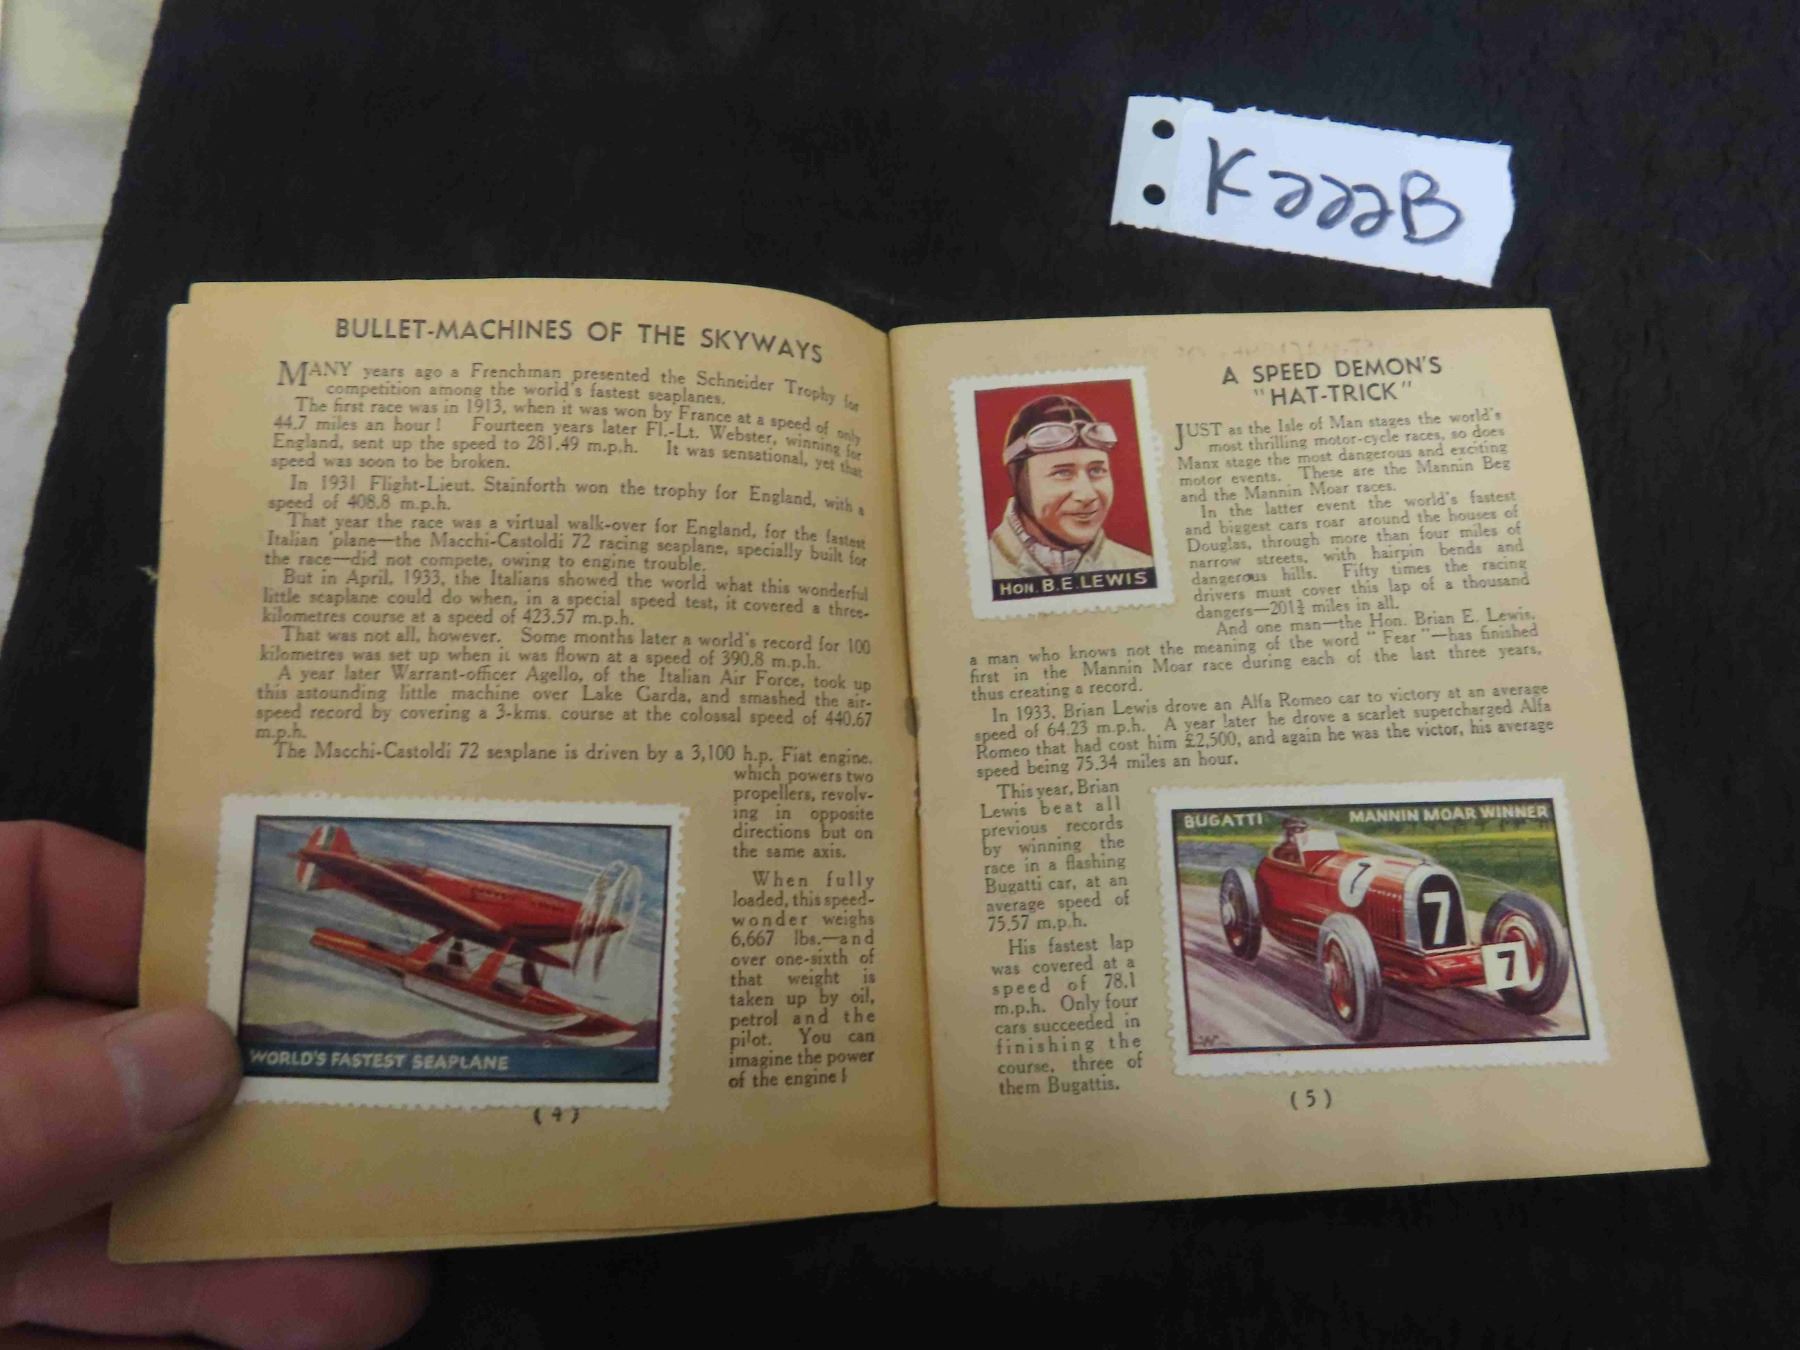 KaaaB
BULLET-MACHINES OF THE SKYWAYS
MANY years ago a Frenchman presented the Schneider Trophy for
competition among the world's fastest seaplanes.
The first race was in 1913, when it was won by France at a speed of only
44.7 miles an hour! Fourteen years later Fl.-Lt. Webster, winning for
England, sent up the speed to 281.49 m.p.h. It was sensational, yet that
speed was soon to be broken.
In 1931 Flight-Lieut. Stainforth won the trophy for England, with a
speed of 408.8 m.p.h.
That year the race was a virtual walk-over for England, for the fastest
Italian 'plane—the Macchi-Castoldi 72 racing seaplane, specially built for
the race—did not compete, owing to engine trouble.
But in April, 1933, the Italians showed the world what this wonderful
little seaplane could do when, in a special speed test, it covered a three-
kilometres course at a speed of 423.57 m.p.h.
That was not all, however. Some months later a world's record for 100
kilometres was set up when it was flown at a speed of 390.8 m.p.h.
A year later Warrant-officer Agello, of the Italian Air Force, took up
this astounding little machine over Lake Garda, and smashed the air-
speed record by covering a 3-kms. course at the colossal speed of 440.67
m.p.h.
The Macchi-Castoldi 72 seaplane is driven by a 3,100 h.p. Fiat engine,
which powers two
propellers, revolv-
ing in opposite
directions but on
the same axis.
When fully
loaded, this speed-
wonder weighs
6,667 lbs.—and
over one-sixth of
that weight is
taken up by oil,
petrol and the
pilot. You can
imagine the power
of the engine!
WORLD'S FASTEST SEAPLANE
(4)
A SPEED DEMON'S
"HAT-TRICK"
HON. B.E. LEWIS
JUST as the Isle of Man stages the world's
most thrilling motor-cycle races, so does
Manx stage the most dangerous and exciting
motor events. These are the Mannin Beg
and the Mannin Moar races.
In the latter event the world's fastest
and biggest cars roar around the houses of
Douglas, through more than four miles of
narrow streets, with hairpin bends and
dangerous hills. Fifty times the racing
drivers must cover this lap of a thousand
dangers—201¾ miles in all.
And one man—the Hon. Brian E. Lewis,
a man who knows not the meaning of the word "Fear"—has finished
first in the Mannin Moar race during each of the last three years,
thus creating a record.
In 1933, Brian Lewis drove an Alfa Romeo car to victory at an average
speed of 64.23 m.p.h. A year later he drove a scarlet supercharged Alfa
Romeo that had cost him £2,500, and again he was the victor, his average
speed being 75.34 miles an hour.
This year, Brian
Lewis beat all
previous records
by winning the
race in a flashing
Bugatti car, at an
average speed of
75.57 m.p.h.
His fastest lap
was covered at a
speed of 78.1
m.p.h. Only four
cars succeeded in
finishing the
course, three of
them Bugattis.
BUGATTI MANNIN MOAR WINNER
7
7
7
W
(5)